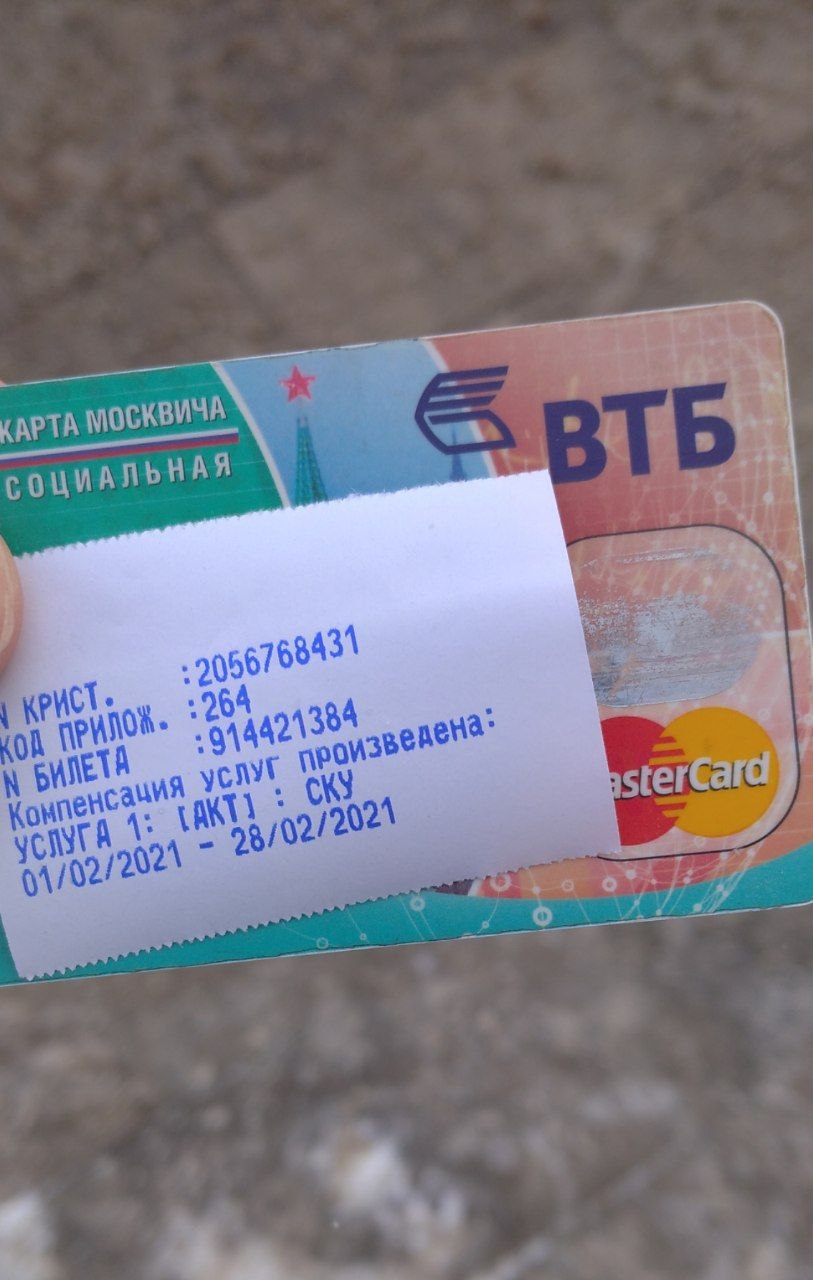 КАРТА МОСКВИЧА
СОЦИАЛЬНАЯ
ВТБ
N КРИСТ. :2056768431
КОД ПРИЛОЖ. :264
N БИЛЕТА :914421384
Компенсация услуг произведена:
УСЛУГА 1: [АКТ] : СКУ
01/02/2021 - 28/02/2021
asterCard